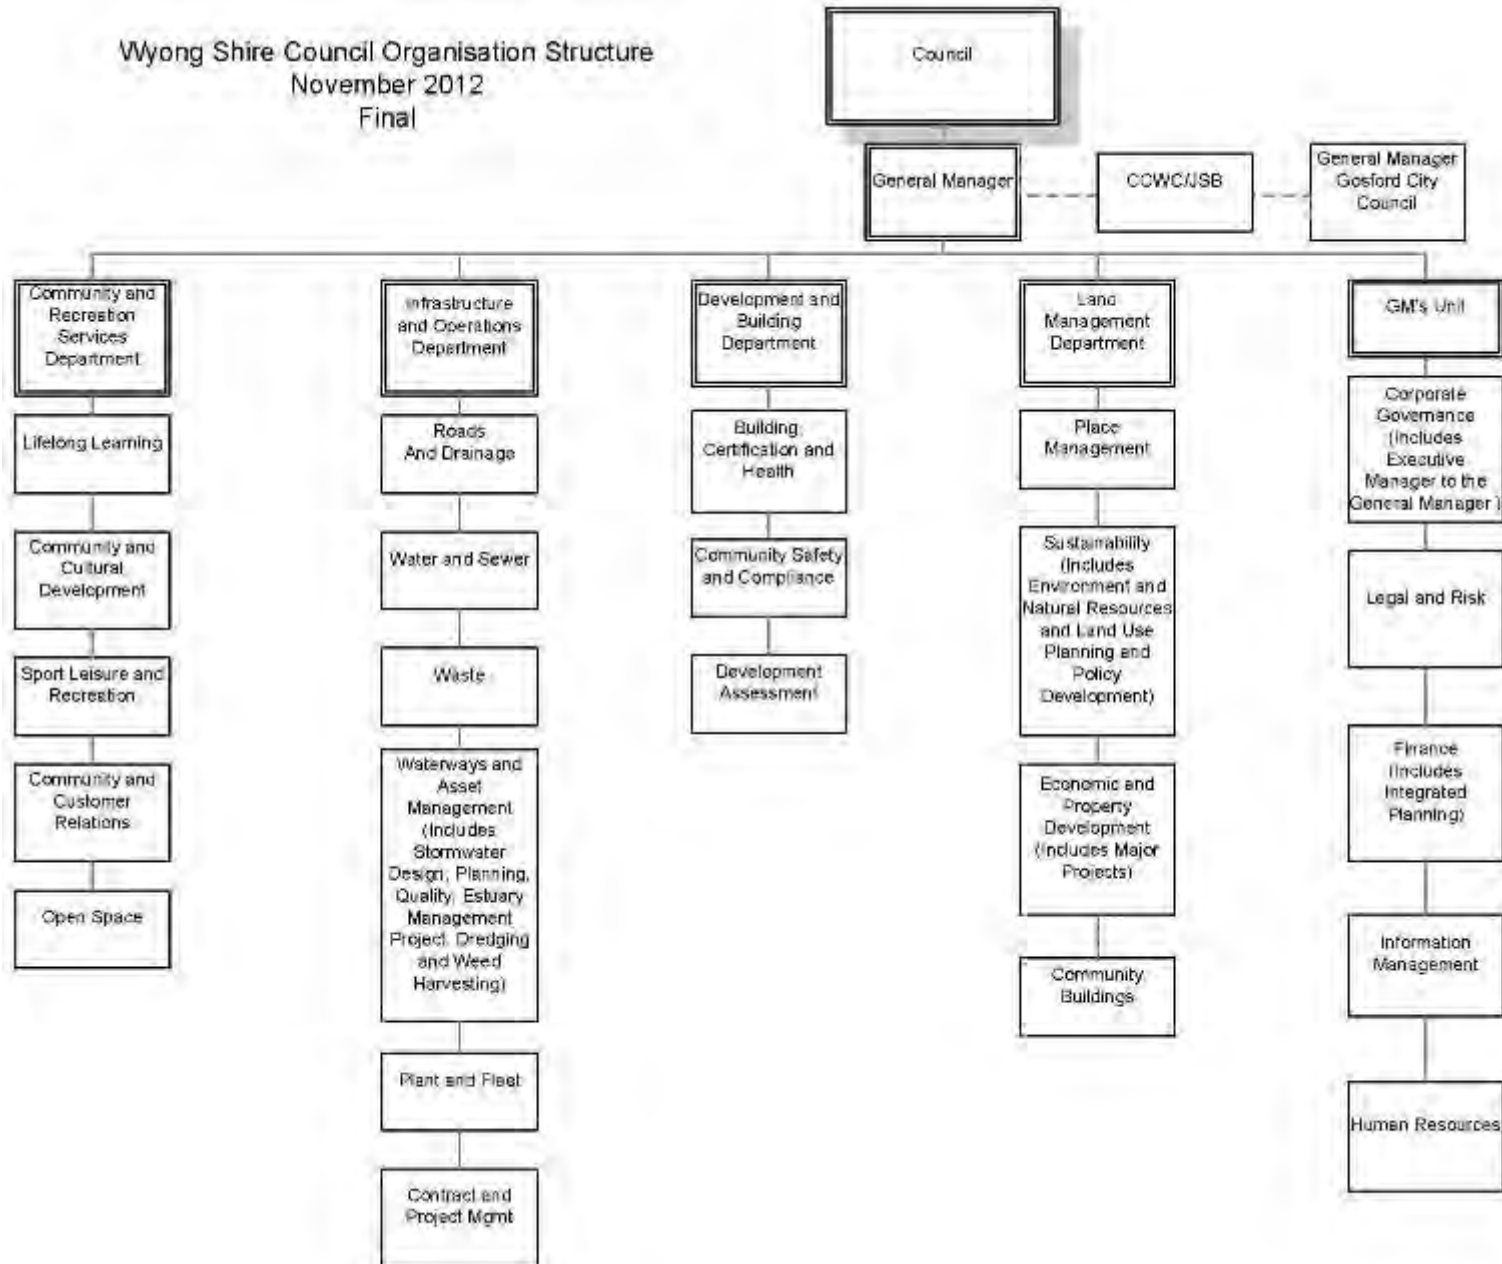 Wyong Shire Council Organisation Structure
November 2012
Final
Council
General Manager
CCWC/JSB
General Manager
Gosford City
Council
Community and
Recreation
Services
Department
Infrastructure
and Operations
Department
Development and
Building
Department
Land
Management
Department
GM's Unit
Lifelong Learning
Community and
Cultural
Development
Sport Leisure and
Recreation
Community and
Customer
Relations
Open Space
Roads
And Drainage
Water and Sewer
Waste
Waterways and
Asset
Management
(Includes
Stormwater
Design, Planning,
Quality, Estuary
Management
Project, Dredging
and Weed
Harvesting)
Plant and Fleet
Contract and
Project Mgmt
Building
Certification and
Health
Community Safety
and Compliance
Development
Assessment
Place
Management
Sustainability
(Includes
Environment and
Natural Resources
and Land Use
Planning and
Policy
Development)
Economic and
Property
Development
(Includes Major
Projects)
Community
Buildings
Corporate
Governance
(Includes
Executive
Manager to the
General Manager )
Legal and Risk
Finance
(Includes
Integrated
Planning)
Information
Management
Human Resources